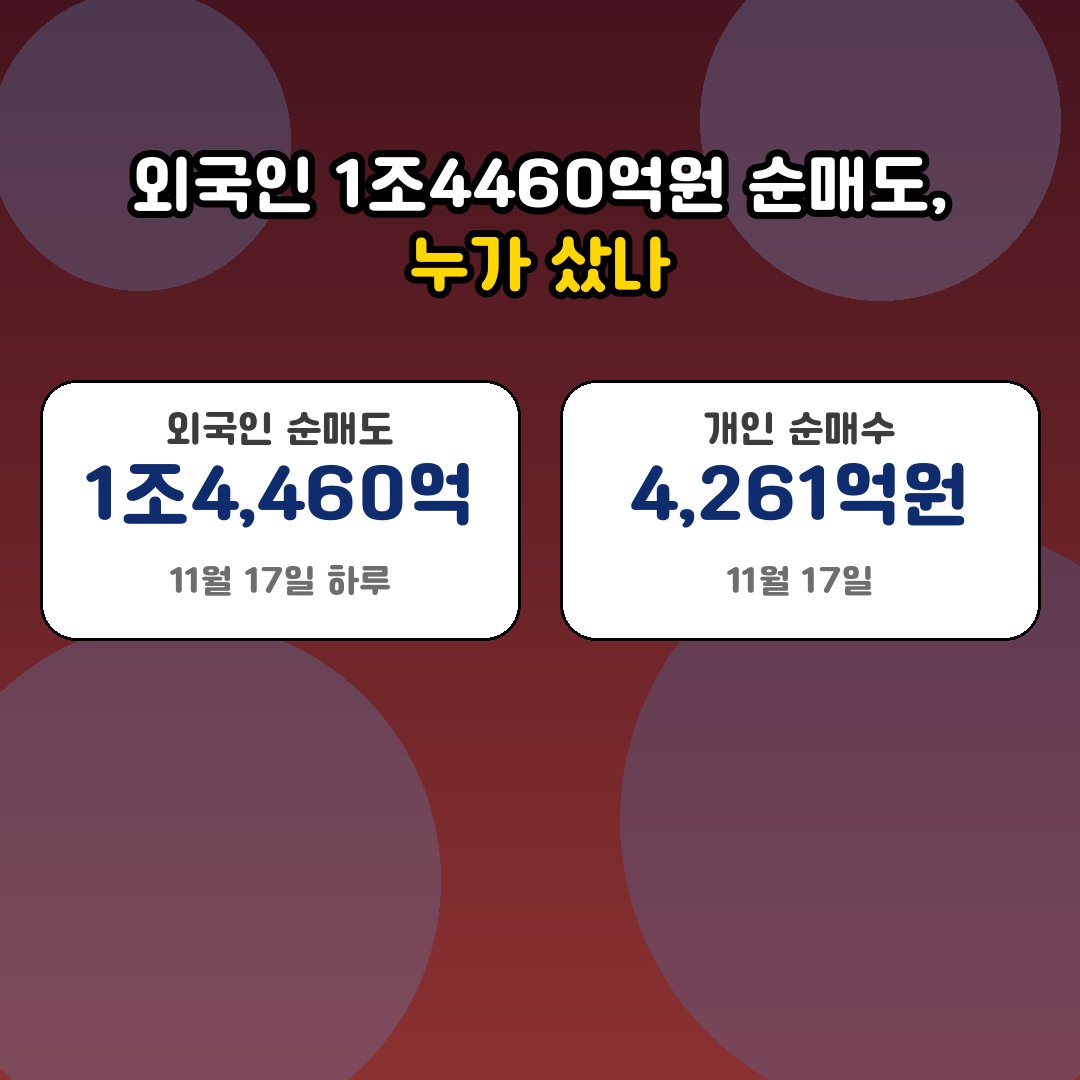 외국인 1조4460억원 순매도,
누가 샀나
외국인 순매도
1조4,460억
11월 17일 하루
개인 순매수
4,261억원
11월 17일